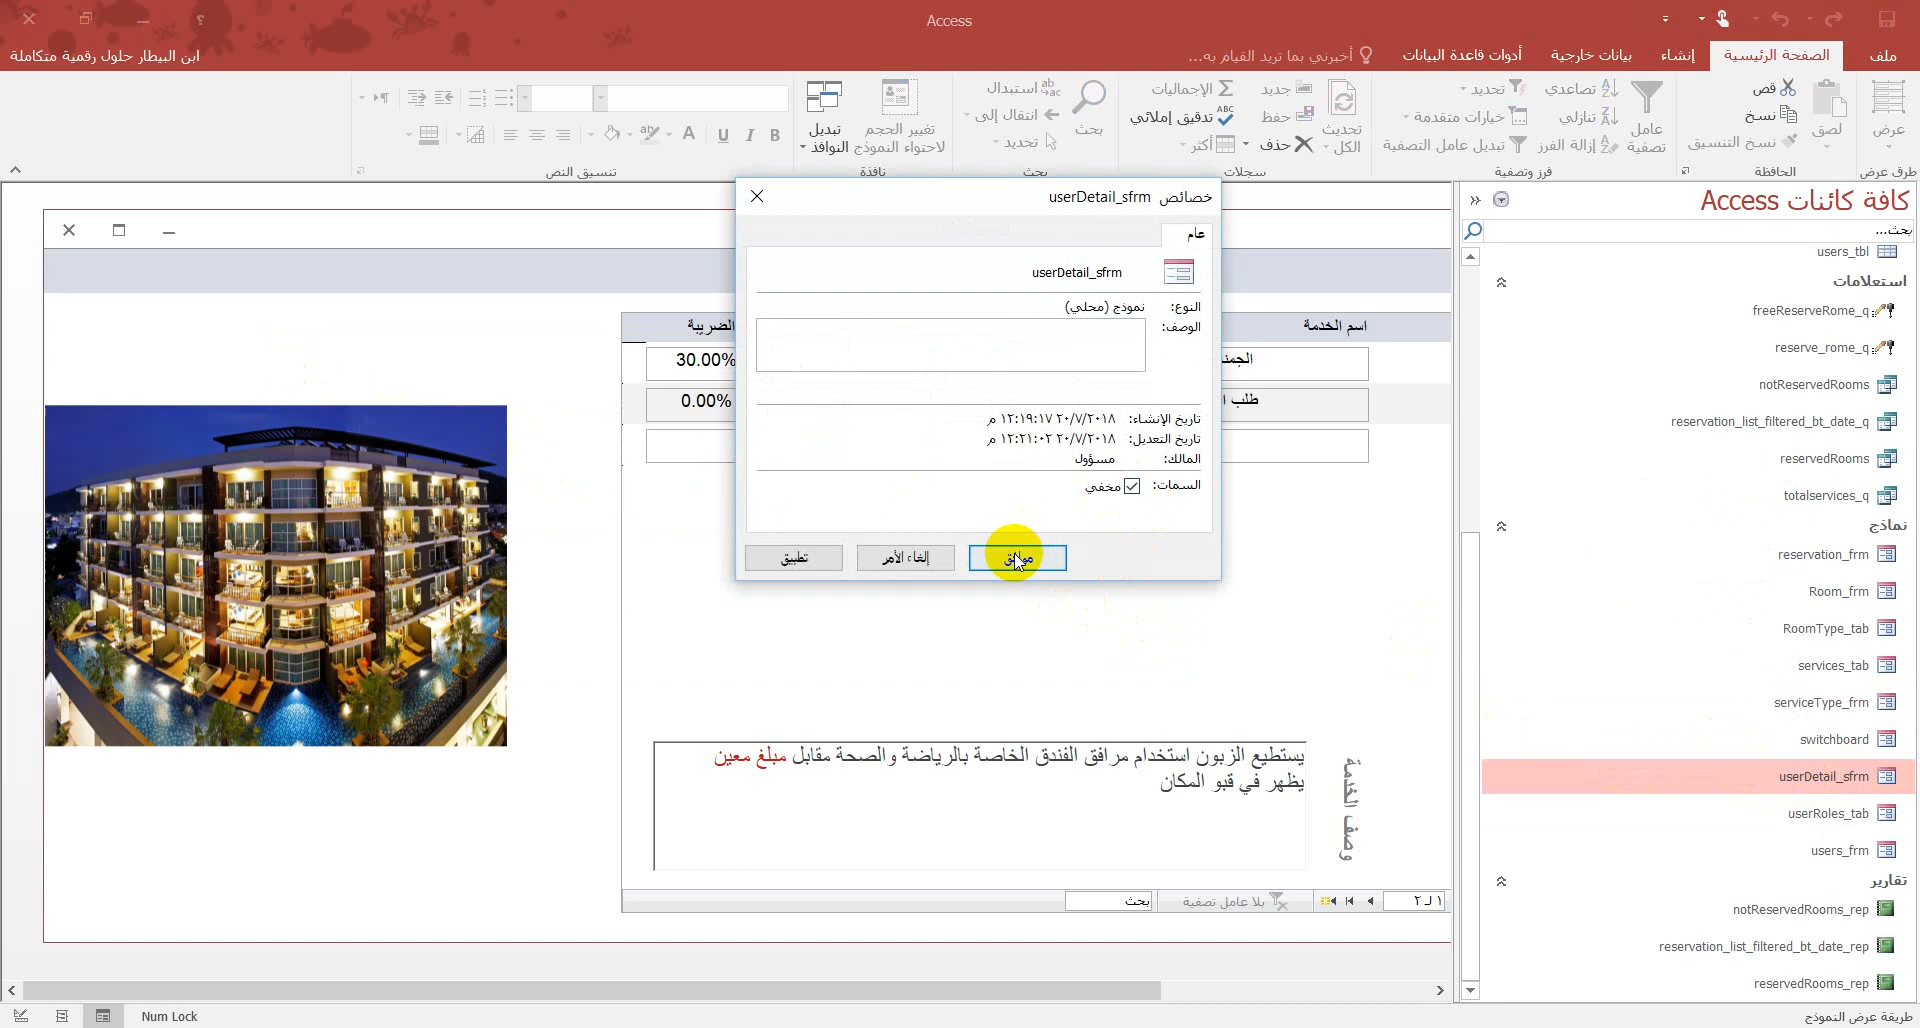 Access
ابن البيطار حلول رقمية متكاملة
ملف
الصفحة الرئيسية
إنشاء
بيانات خارجية
أدوات قاعدة البيانات
أخبرني بما تريد القيام به...
عرض
لصق
قص
نسخ
نسخ التنسيق
عامل تصفية
تصاعدي
تنازلي
إزالة الفرز
تحديد
خيارات متقدمة
تبديل عامل التصفية
تحديث الكل
جديد
حفظ
حذف
الإجماليات
تدقيق إملائي
أكثر
بحث
استبدال
انتقال إلى
تحديد
تغيير الحجم لاحتواء النموذج
تبديل النوافذ
B I U A
طرق عرض
الحافظة
فرز وتصفية
سجلات
بحث
نافذة
تنسيق النص
كافة كائنات Access
بحث...
users_tbl
استعلامات
freeReserveRome_q
reserve_rome_q
notReservedRooms
reservation_list_filtered_bt_date_q
reservedRooms
totalservices_q
نماذج
reservation_frm
Room_frm
RoomType_tab
services_tab
serviceType_frm
switchboard
userDetail_sfrm
userRoles_tab
users_frm
تقارير
notReservedRooms_rep
reservation_list_filtered_bt_date_rep
reservedRooms_rep
خصائص userDetail_sfrm
عام
userDetail_sfrm
النوع: نموذج (محلي)
الوصف:
تاريخ الإنشاء: ٢٠/٧/٢٠١٨ ١٢:١٩:١٧ م
تاريخ التعديل: ٢٠/٧/٢٠١٨ ١٢:٢١:٠٢ م
المالك: مسؤول
السمات: مخفي
موافق
إلغاء الأمر
تطبيق
اسم الخدمة
الضريبة
30.00%
طلب
0.00%
وصف الخدمة
يستطيع الزبون استخدام مرافق الفندق الخاصة بالرياضة والصحة مقابل مبلغ معين
يظهر في قبو المكان
١ لـ ٢
بلا عامل تصفية
بحث
Num Lock
طريقة عرض النموذج